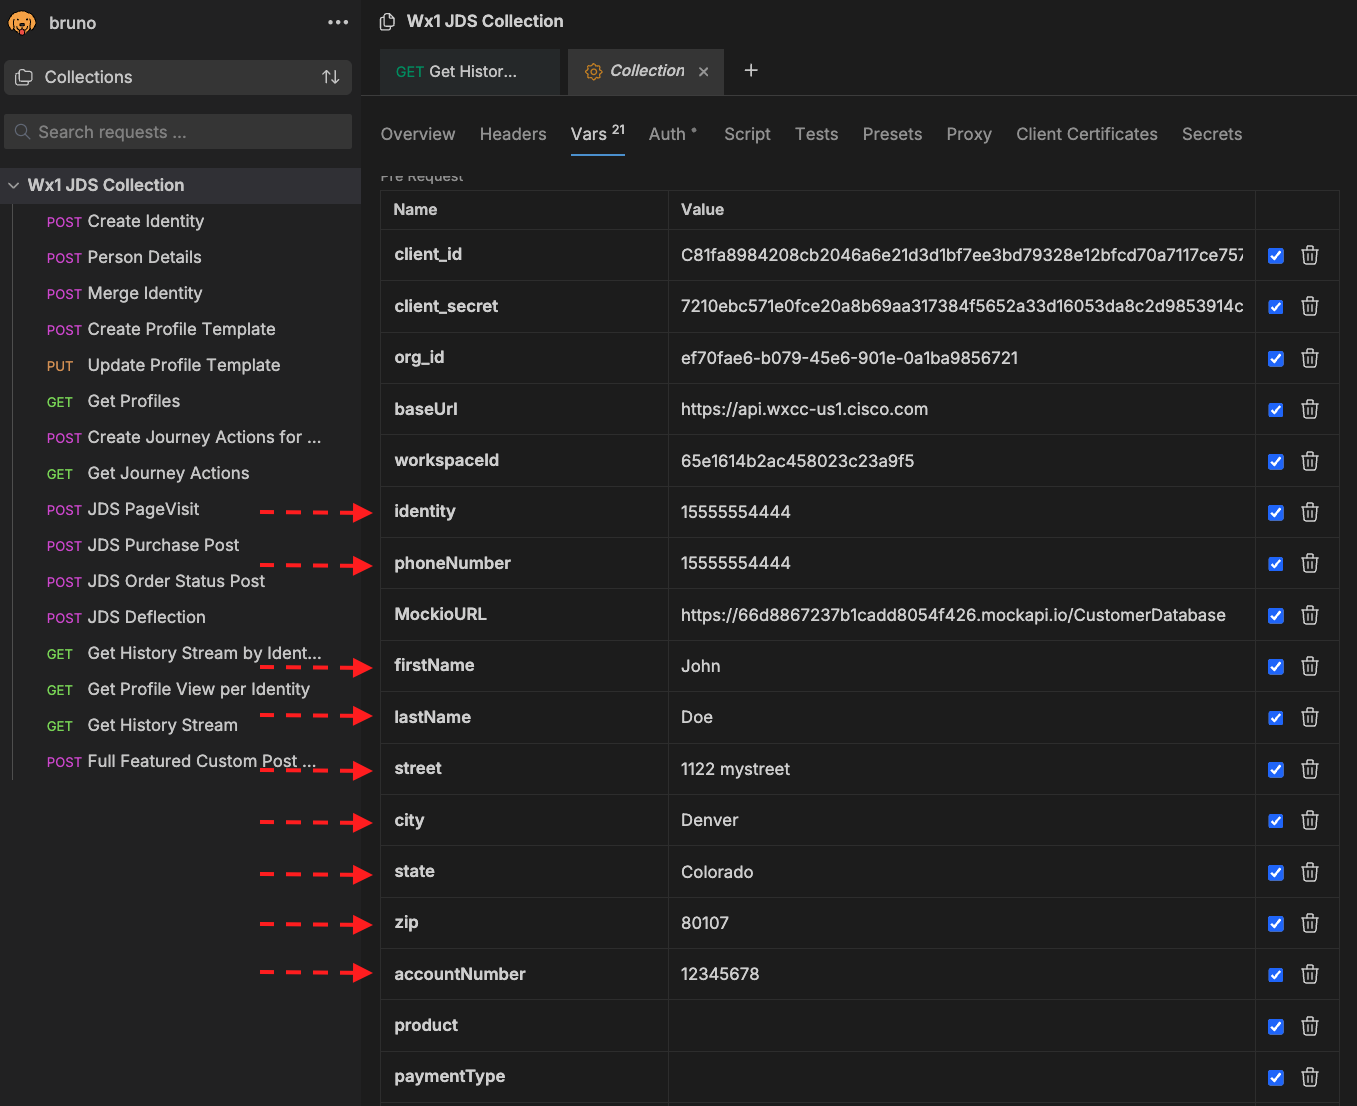 bruno
Collections
Search requests ...
Wx1 JDS Collection
POST Create Identity
POST Person Details
POST Merge Identity
POST Create Profile Template
PUT Update Profile Template
GET Get Profiles
POST Create Journey Actions for ...
GET Get Journey Actions
POST JDS PageVisit
POST JDS Purchase Post
POST JDS Order Status Post
POST JDS Deflection
GET Get History Stream by Ident...
GET Get Profile View per Identity
GET Get History Stream
POST Full Featured Custom Post ...
Wx1 JDS Collection
GET Get Histor...
Collection
Overview Headers Vars 21 Auth Script Tests Presets Proxy Client Certificates Secrets
Pre Request
Name Value
client_id C81fa8984208cb2046a6e21d3d1bf7ee3bd79328e12bfcd70a7117ce757
client_secret 7210ebc571e0fce20a8b69aa317384f5652a33d16053da8c2d9853914c
org_id ef70fae6-b079-45e6-901e-0a1ba9856721
baseUrl https://api.wxcc-us1.cisco.com
workspaceId 65e1614b2ac458023c23a9f5
identity 15555554444
phoneNumber 15555554444
MockioURL https://66d8867237b1cadd8054f426.mockapi.io/CustomerDatabase
firstName John
lastName Doe
street 1122 mystreet
city Denver
state Colorado
zip 80107
accountNumber 12345678
product
paymentType